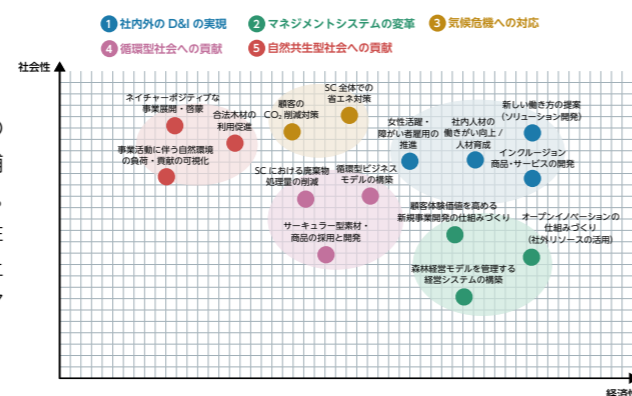 1 社内外の D&I の実現
2 マネジメントシステムの変革
3 気候危機への対応
4 循環型社会への貢献
5 自然共生型社会への貢献
社会性
ネイチャーポジティブな
事業展開・啓蒙
合法木材の
利用促進
事業活動に伴う自然環境
の負荷・貢献の可視化
顧客の
CO₂ 削減対策
SC 全体での
省エネ対策
女性活躍・
障がい者雇用の
推進
社内人材の
働きがい向上 /
人材育成
新しい働き方の提案
(ソリューション開発)
インクルージョン
商品・サービスの開発
SC における廃棄物
処理量の削減
循環型ビジネス
モデルの構築
サーキュラー型素材・
商品の採用と開発
顧客体験価値を高める
新規事業開発の仕組みづくり
オープンイノベーションの
仕組みづくり
(社外リソースの活用)
森林経営モデルを管理する
経営システムの構築
経済性
の